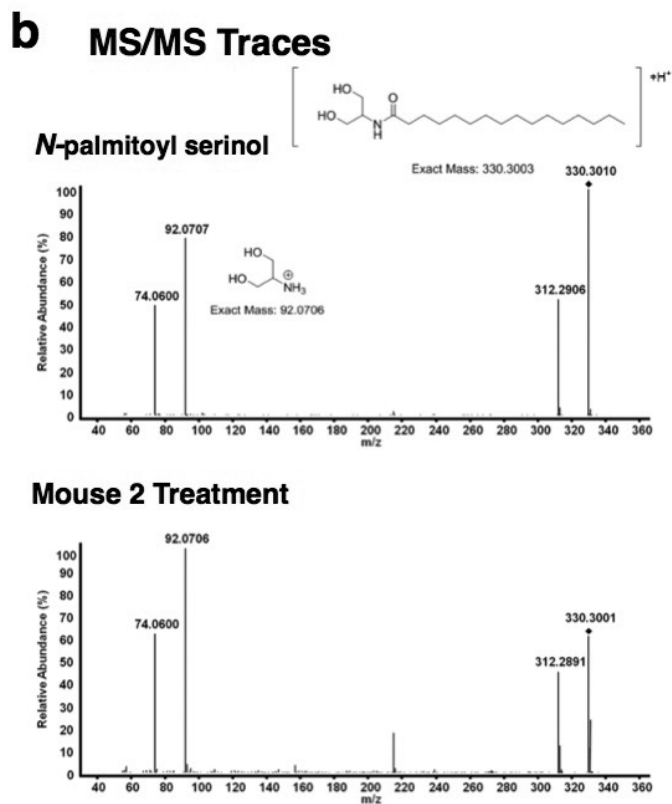 b MS/MS Traces
HO
HO
N
H
O
+H⁺
N-palmitoyl serinol
Exact Mass: 330.3003
330.3010
100
90
80
70
60
50
40
30
20
10
0
Relative Abundance (%)
92.0707
74.0600
HO
HO
⊕
NH₃
Exact Mass: 92.0706
312.2906
40 60 80 100 120 140 160 180 200 220 240 260 280 300 320 340 360
m/z
Mouse 2 Treatment
100
90
80
70
60
50
40
30
20
10
0
Relative Abundance (%)
92.0706
74.0600
330.3001
312.2891
40 60 80 100 120 140 160 180 200 220 240 260 280 300 320 340 360
m/z